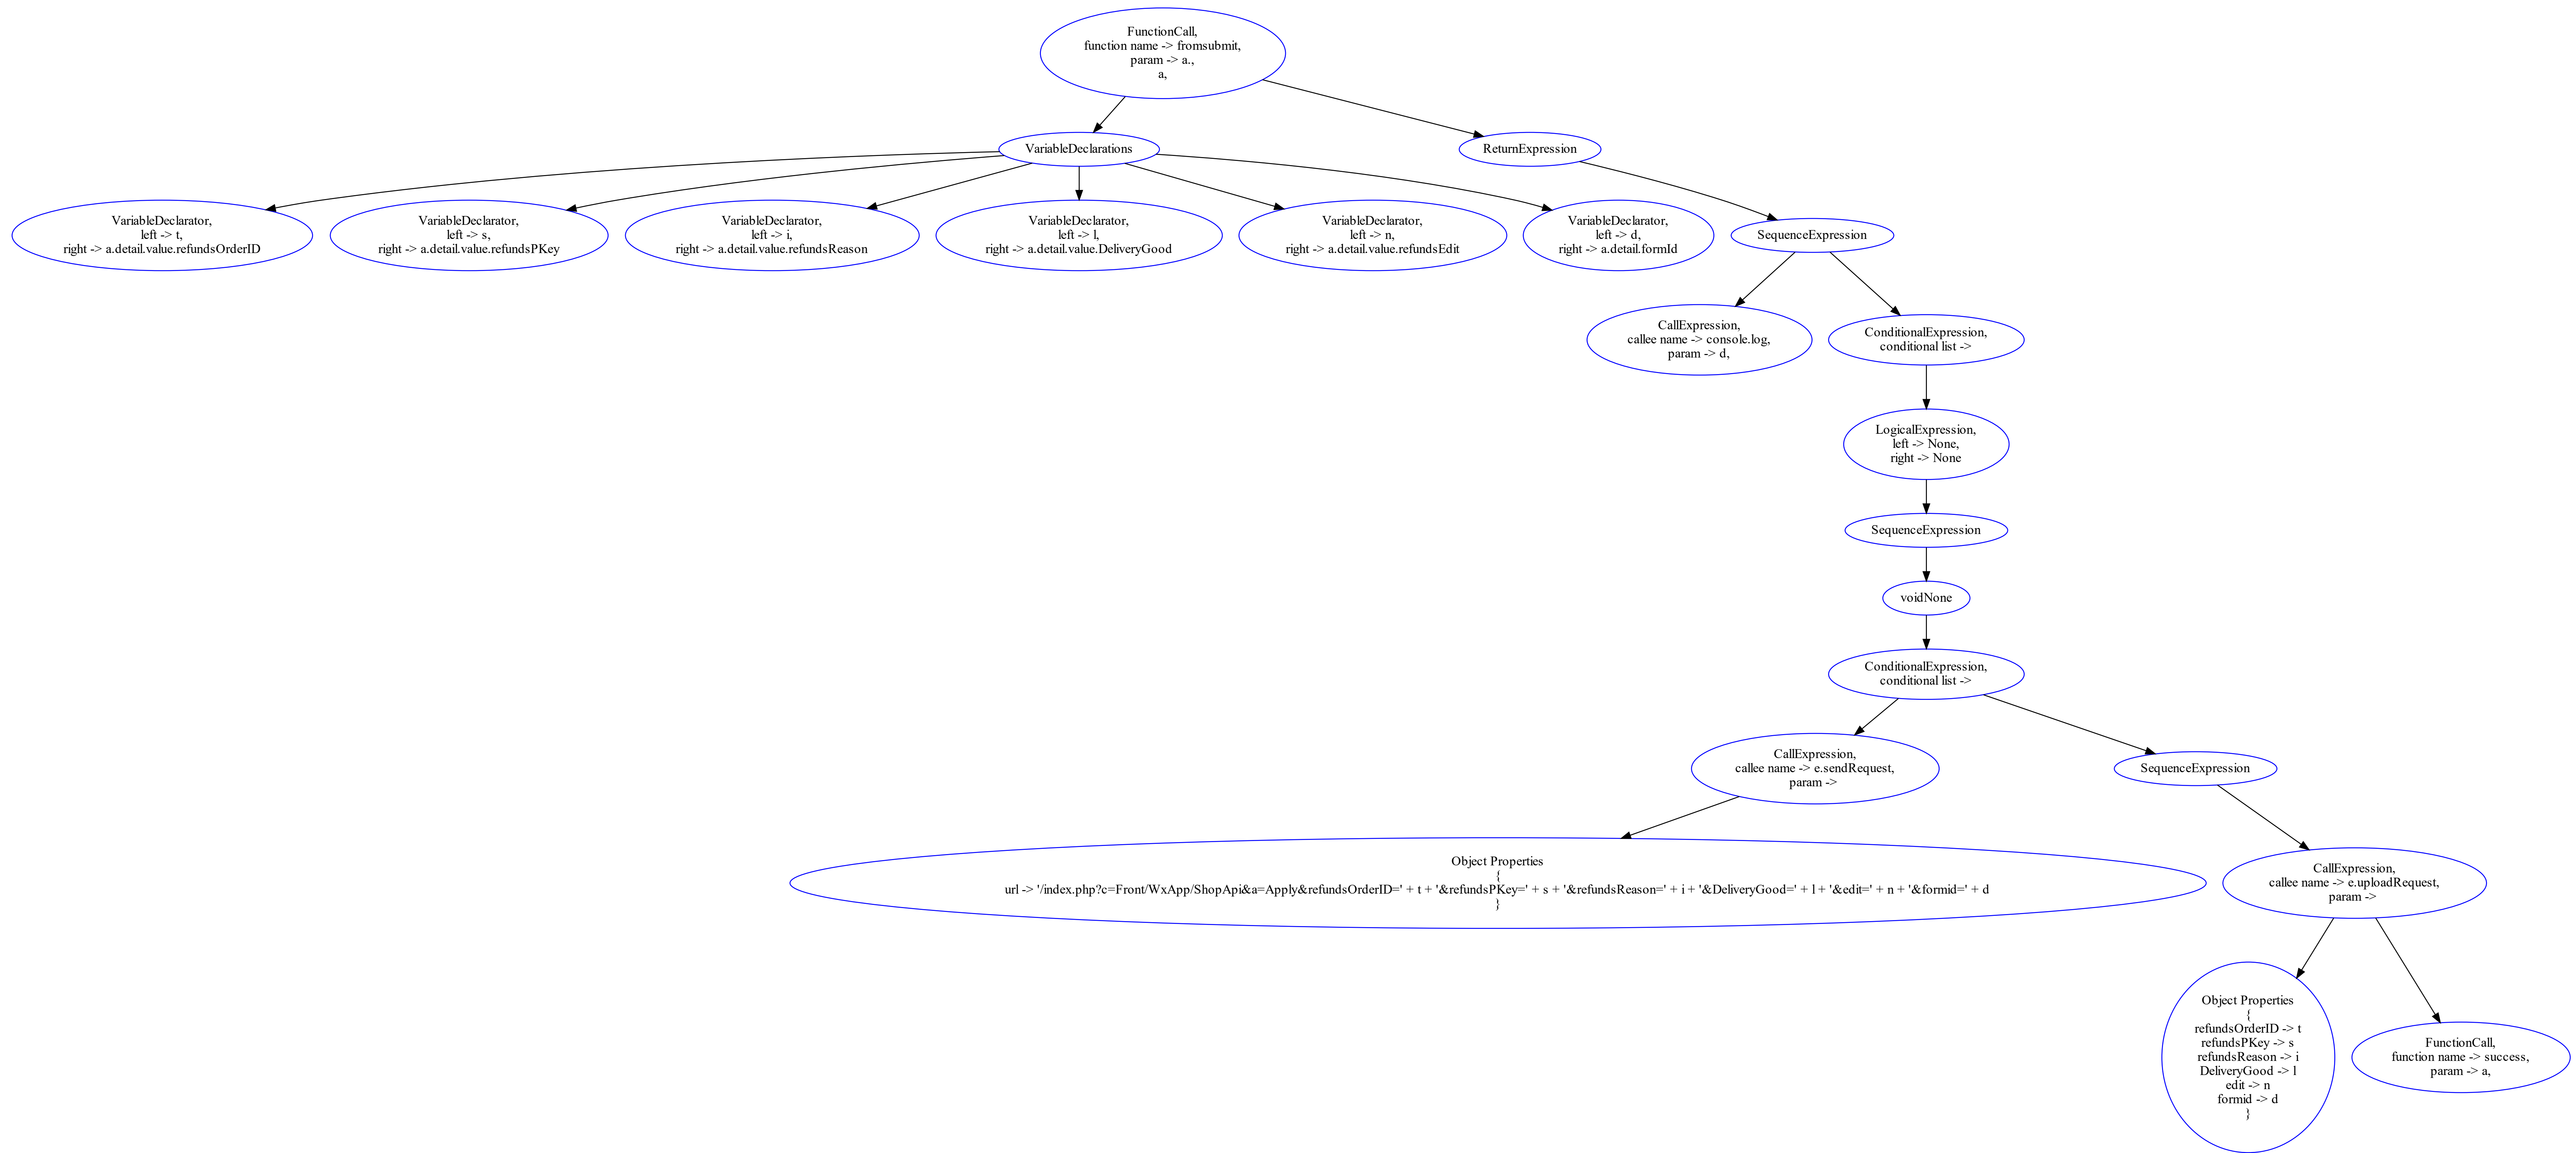 FunctionCall,
function name -> fromsubmit,
param -> a.,
a,
VariableDeclarations
ReturnExpression
VariableDeclarator,
left -> t,
right -> a.detail.value.refundsOrderID
VariableDeclarator,
left -> s,
right -> a.detail.value.refundsPKey
VariableDeclarator,
left -> i,
right -> a.detail.value.refundsReason
VariableDeclarator,
left -> l,
right -> a.detail.value.DeliveryGood
VariableDeclarator,
left -> n,
right -> a.detail.value.refundsEdit
VariableDeclarator,
left -> d,
right -> a.detail.formId
SequenceExpression
CallExpression,
callee name -> console.log,
param -> d,
ConditionalExpression,
conditional list ->
LogicalExpression,
left -> None,
right -> None
SequenceExpression
voidNone
ConditionalExpression,
conditional list ->
CallExpression,
callee name -> e.sendRequest,
param ->
SequenceExpression
Object Properties
{
url -> '/index.php?c=Front/WxApp/ShopApi&a=Apply&refundsOrderID=' + t + '&refundsPKey=' + s + '&refundsReason=' + i + '&DeliveryGood=' + l + '&edit=' + n + '&formid=' + d
}
CallExpression,
callee name -> e.uploadRequest,
param ->
Object Properties
{
refundsOrderID -> t
refundsPKey -> s
refundsReason -> i
DeliveryGood -> l
edit -> n
formid -> d
}
FunctionCall,
function name -> success,
param -> a,